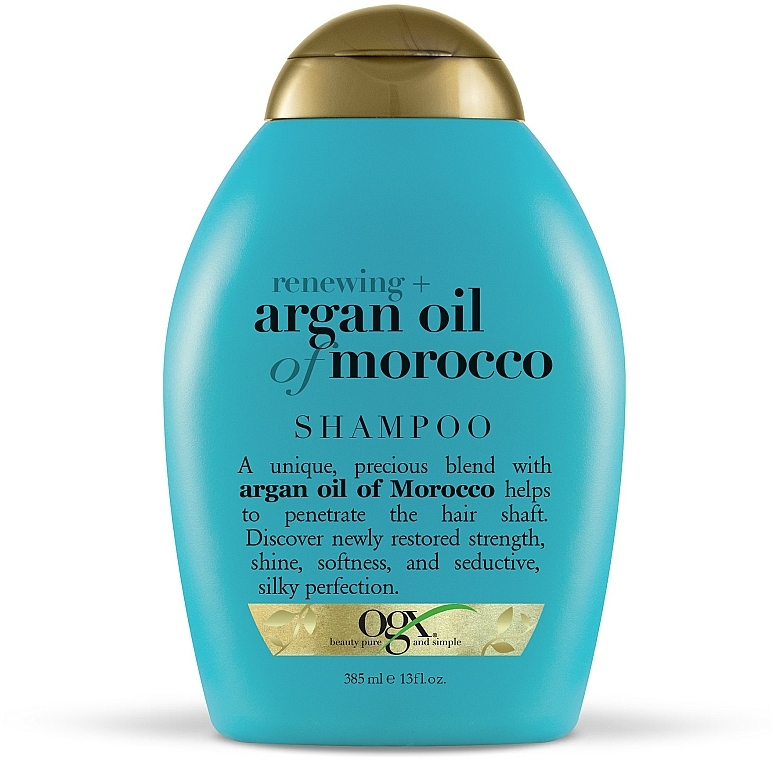 renewing +
argan oil
of morocco
SHAMPOO
A unique, precious blend with
argan oil of Morocco helps
to penetrate the hair shaft.
Discover newly restored strength,
shine, softness, and seductive,
silky perfection.
ogx®
beauty pure and simple
385 ml e 13fl.oz.